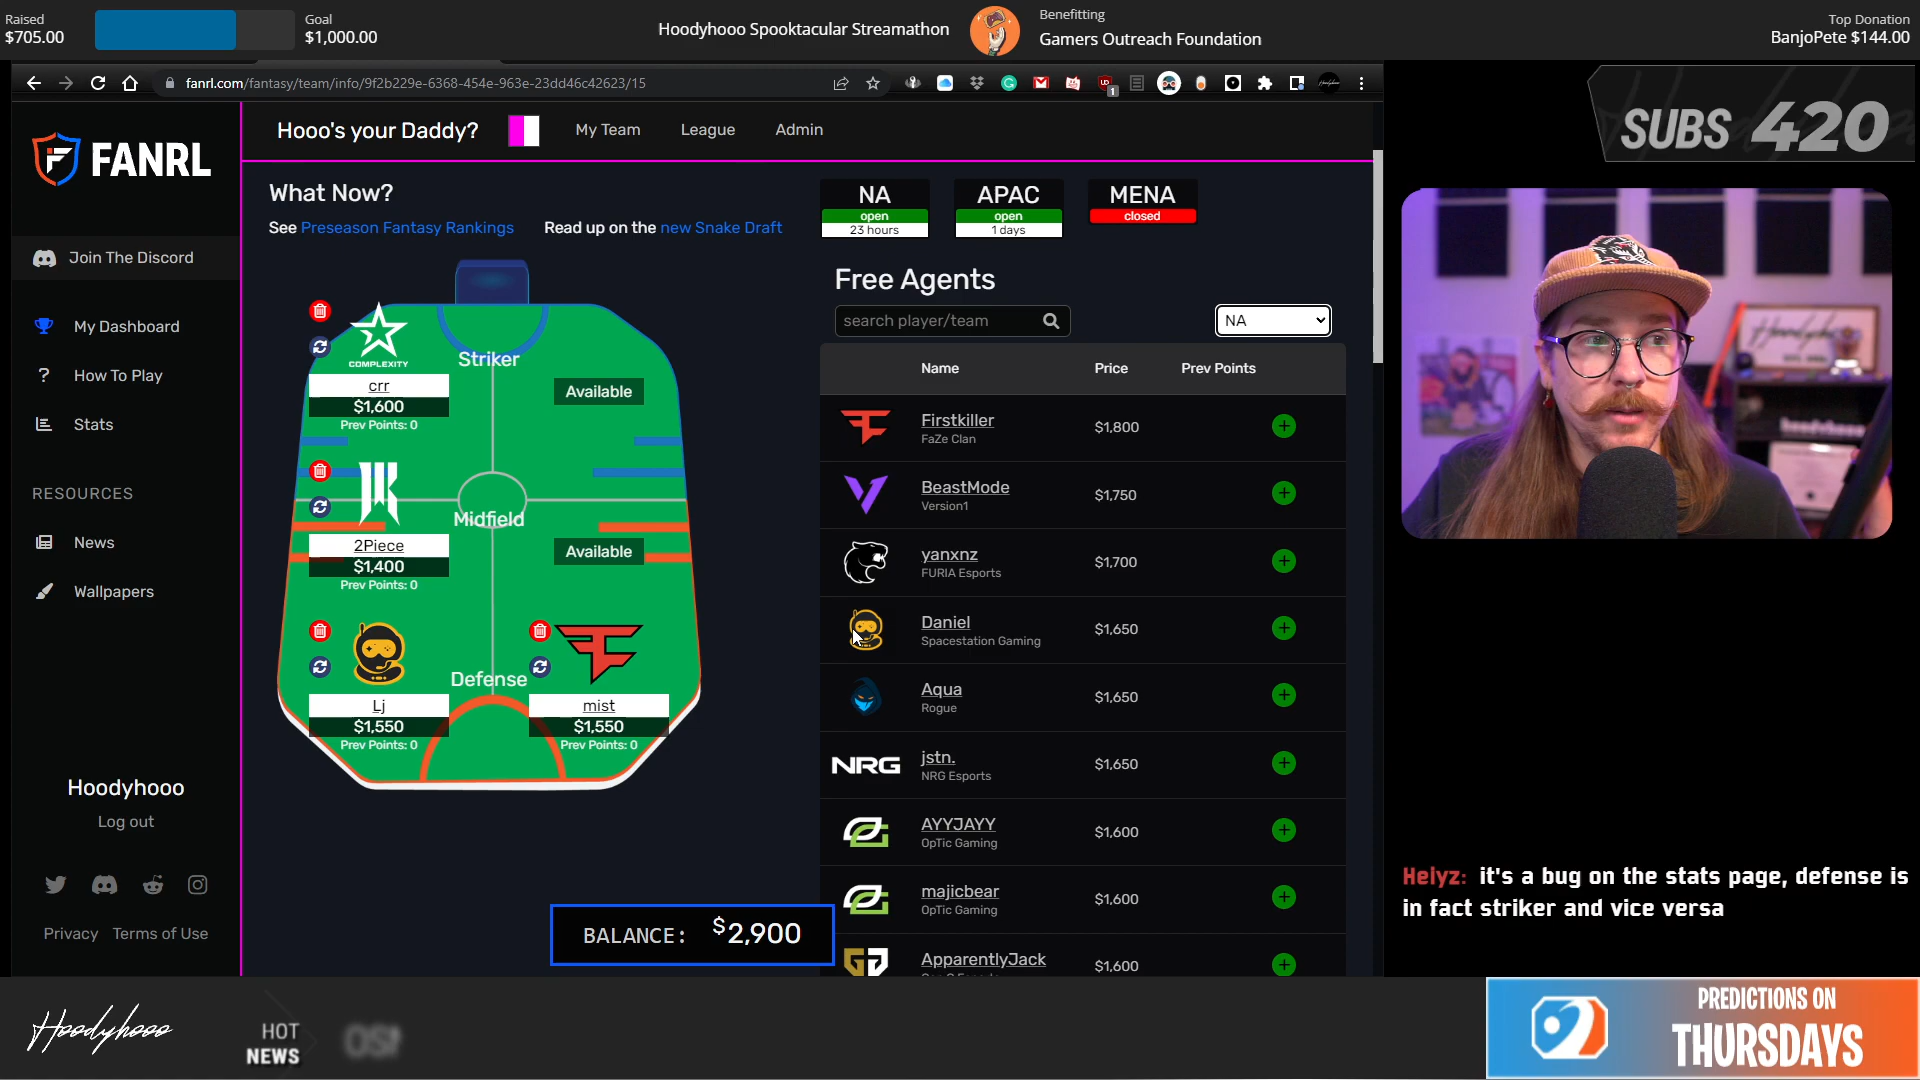 Raised
$705.00
Goal
$1,000.00
Hoodyhooo Spooktacular Streamathon
Benefitting
Gamers Outreach Foundation
Top Donation
BanjoPete $144.00
fanrl.com/fantasy/team/info/9f2b229e-6368-454e-963e-23dd46c42623/15
1
SUBS 420
FANRL
Hooo's your Daddy?
My Team
League
Admin
Join The Discord
My Dashboard
How To Play
Stats
RESOURCES
News
Wallpapers
Hoodyhooo
Log out
Privacy
Terms of Use
What Now?
See Preseason Fantasy Rankings
Read up on the new Snake Draft
NA
open
23 hours
APAC
open
1 days
MENA
closed
COMPLEXITY
Striker
crr
$1,600
Prev Points: 0
Available
Midfield
2Piece
$1,400
Prev Points: 0
Available
Defense
Lj
$1,550
Prev Points: 0
mist
$1,550
Prev Points: 0
BALANCE: $2,900
Free Agents
search player/team
NA
Name Price Prev Points
Firstkiller
FaZe Clan
$1,800
BeastMode
Version1
$1,750
yanxnz
FURIA Esports
$1,700
Daniel
Spacestation Gaming
$1,650
Aqua
Rogue
$1,650
NRG
jstn.
NRG Esports
$1,650
AYYJAYY
OpTic Gaming
$1,600
majicbear
OpTic Gaming
$1,600
ApparentlyJack
$1,600
Helyz: it's a bug on the stats page, defense is
in fact striker and vice versa
Hoodyhooo
HOT
NEWS
PREDICTIONS ON
THURSDAYS